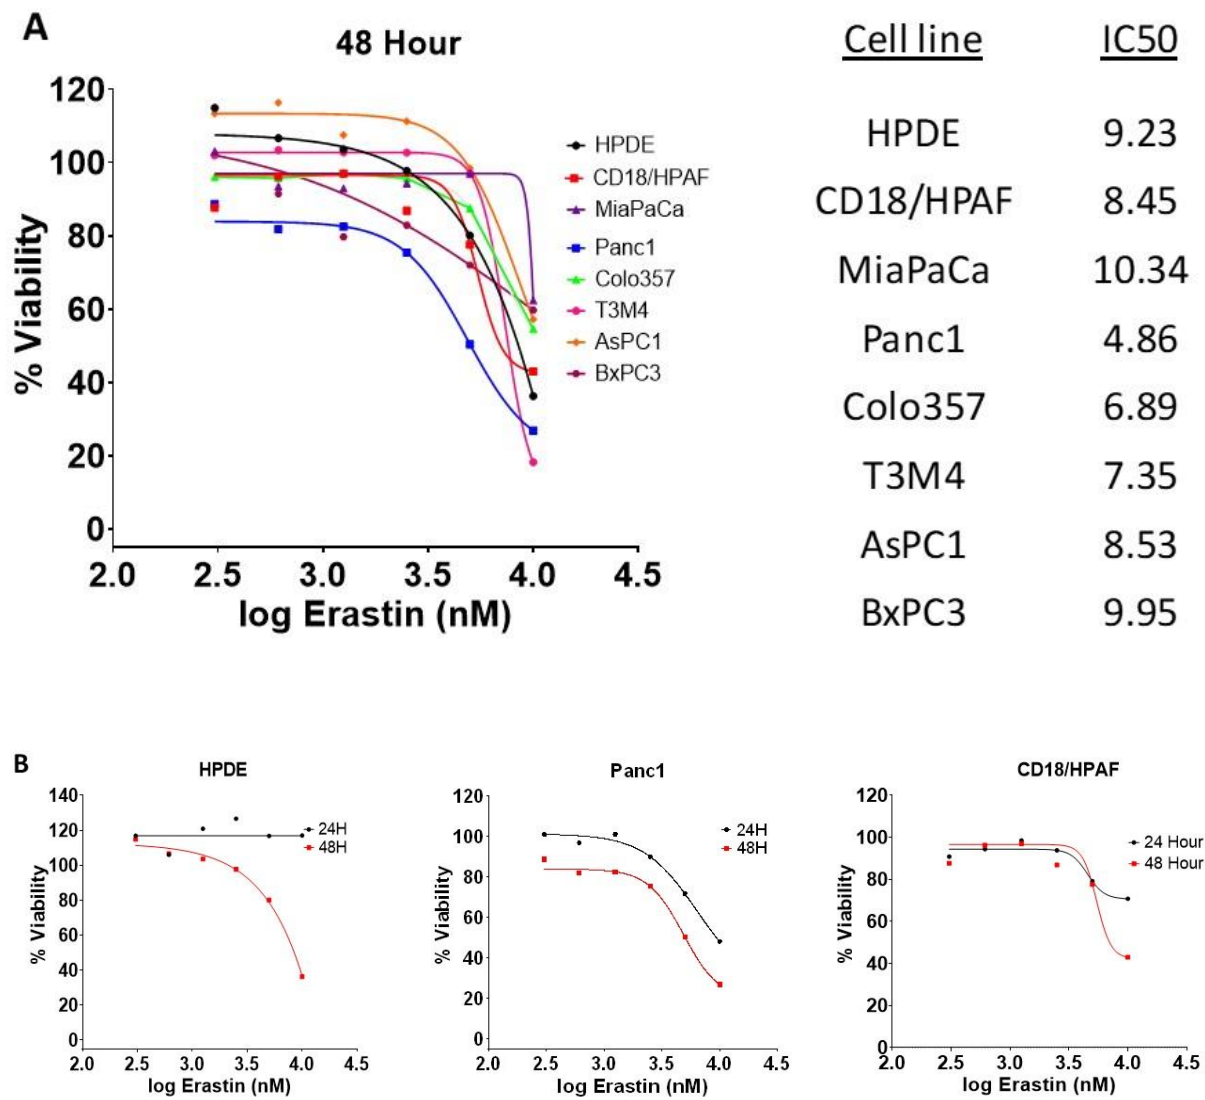 A
48 Hour
120
100
80
60
40
20
0
% Viability
2.0 2.5 3.0 3.5 4.0 4.5
log Erastin (nM)
HPDE
CD18/HPAF
MiaPaCa
Panc1
Colo357
T3M4
AsPC1
BxPC3
Cell line IC50
HPDE 9.23
CD18/HPAF 8.45
MiaPaCa 10.34
Panc1 4.86
Colo357 6.89
T3M4 7.35
AsPC1 8.53
BxPC3 9.95
B
HPDE
140
120
100
80
60
40
20
0
% Viability
2.0 2.5 3.0 3.5 4.0 4.5
log Erastin (nM)
24H
48H
Panc1
120
100
80
60
40
20
0
% Viability
2.0 2.5 3.0 3.5 4.0 4.5
log Erastin (nM)
24H
48H
CD18/HPAF
120
100
80
60
40
20
0
% Viability
2.0 2.5 3.0 3.5 4.0 4.5
log Erastin (nM)
24 Hour
48 Hour